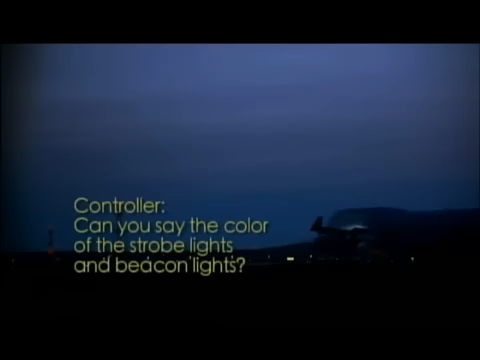 Controller:
Can you say the color
of the strobe lights
and beacon lights?